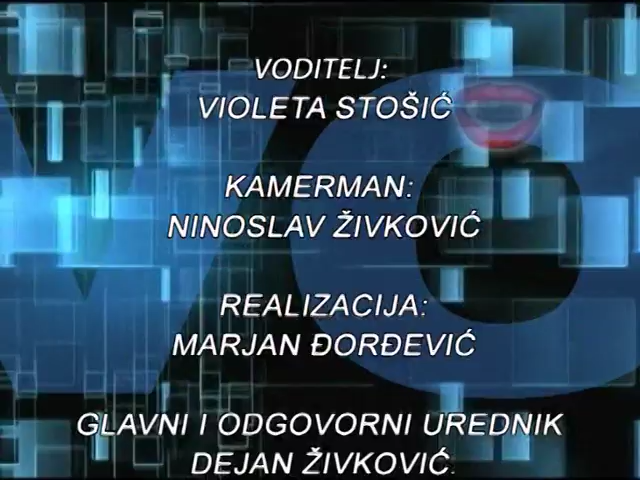 VODITELJ:
VIOLETA STOŠIĆ
KAMERMAN:
NINOSLAV ŽIVKOVIĆ
REALIZACIJA:
MARJAN ĐORĐEVIĆ
GLAVNI I ODGOVORNI UREDNIK
DEJAN ŽIVKOVIĆ.